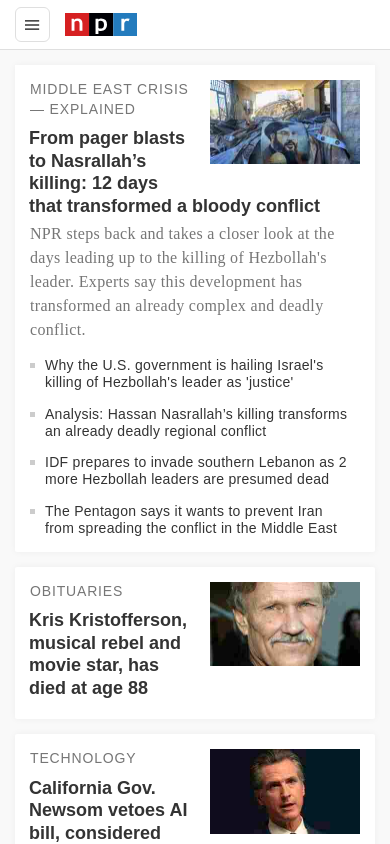 npr
MIDDLE EAST CRISIS
— EXPLAINED
From pager blasts
to Nasrallah’s
killing: 12 days
that transformed a bloody conflict
NPR steps back and takes a closer look at the
days leading up to the killing of Hezbollah's
leader. Experts say this development has
transformed an already complex and deadly
conflict.
Why the U.S. government is hailing Israel's
killing of Hezbollah's leader as 'justice'
Analysis: Hassan Nasrallah’s killing transforms
an already deadly regional conflict
IDF prepares to invade southern Lebanon as 2
more Hezbollah leaders are presumed dead
The Pentagon says it wants to prevent Iran
from spreading the conflict in the Middle East
OBITUARIES
Kris Kristofferson,
musical rebel and
movie star, has
died at age 88
TECHNOLOGY
California Gov.
Newsom vetoes AI
bill, considered